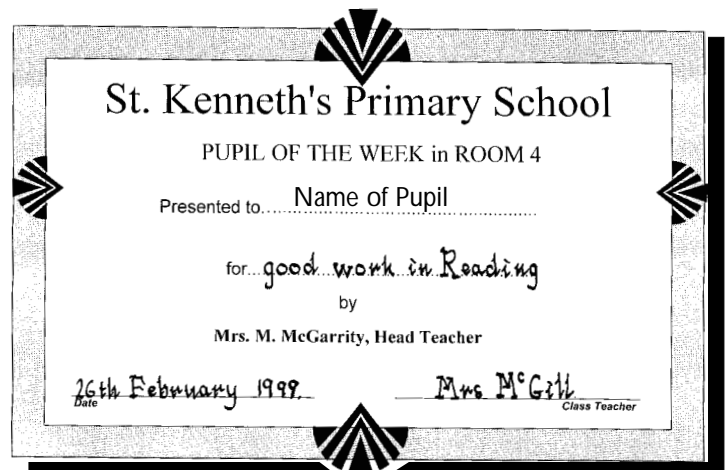 St. Kenneth's Primary School
PUPIL OF THE WEEK in ROOM 4
Presented to.. Name of Pupil
for... good work in Reading
by
Mrs. M. McGarrity, Head Teacher
26th February 1999. Mrs McGill
Date Class Teacher